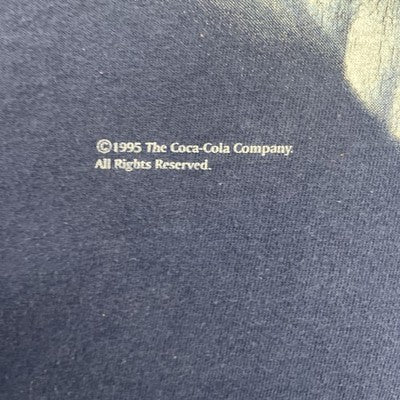 ©1995 The Coca-Cola Company.
All Rights Reserved.